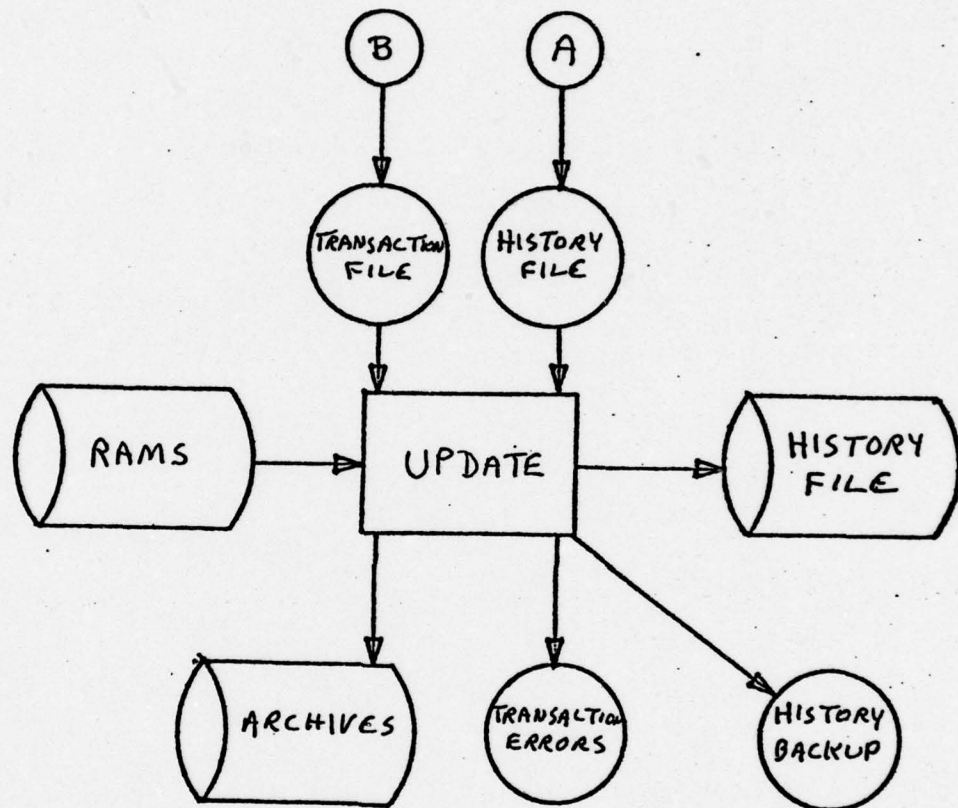 B
A
TRANSACTION
FILE
HISTORY
FILE
RAMS
UPDATE
HISTORY
FILE
ARCHIVES
TRANSACTION
ERRORS
HISTORY
BACKUP